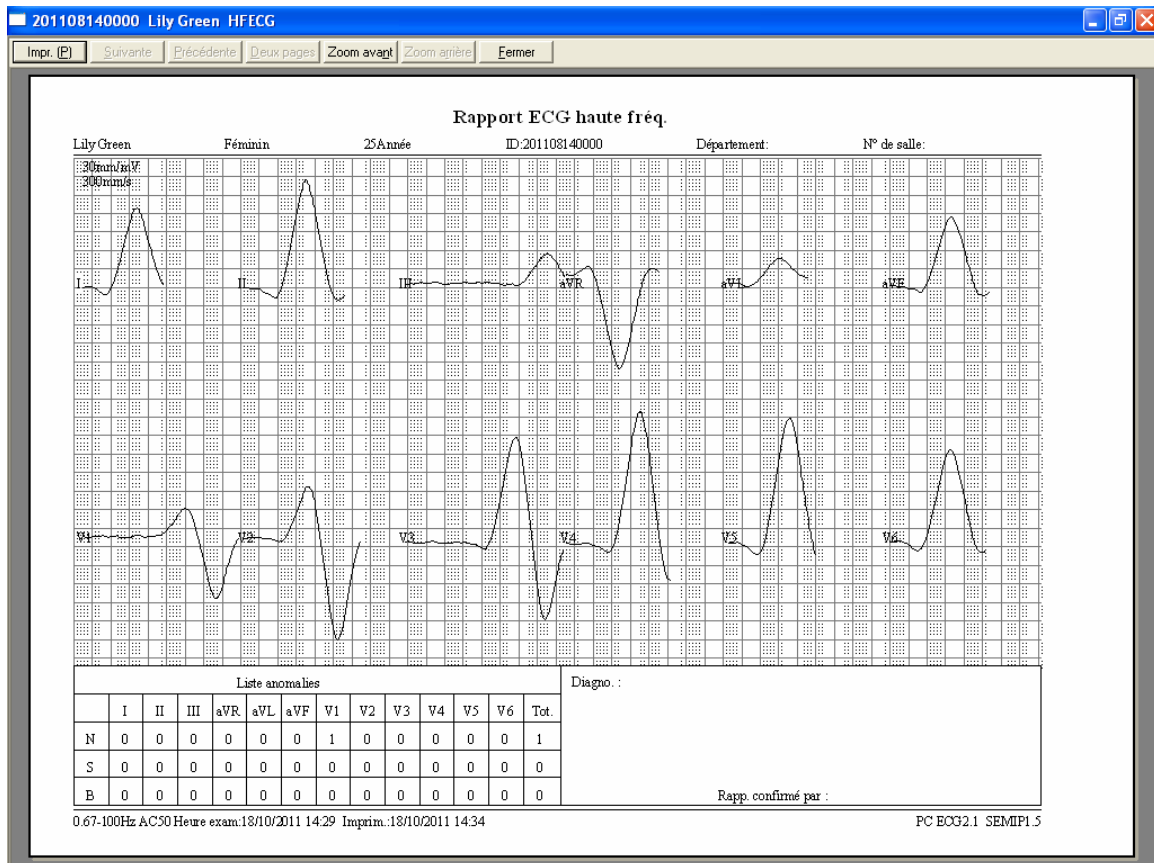 201108140000 Lily Green HFECG
Impr. (P) Suivante Précédente Deux pages Zoom avant Zoom arrière Fermer
Rapport ECG haute fréq.
Lily Green Féminin 25Année ID:201108140000 Département: N° de salle:
30mm/mV
300mm/s
I II III aVR aVL aVF
V1 V2 V3 V4 V5 V6
Liste anomalies
I II III aVR aVL aVF V1 V2 V3 V4 V5 V6 Tot.
N 0 0 0 0 0 0 1 0 0 0 0 0 1
S 0 0 0 0 0 0 0 0 0 0 0 0 0
B 0 0 0 0 0 0 0 0 0 0 0 0 0
Diagno. :
Rapp. confirmé par :
0.67-100Hz AC50 Heure exam:18/10/2011 14:29 Imprim.:18/10/2011 14:34 PC ECG2.1 SEMIP1.5